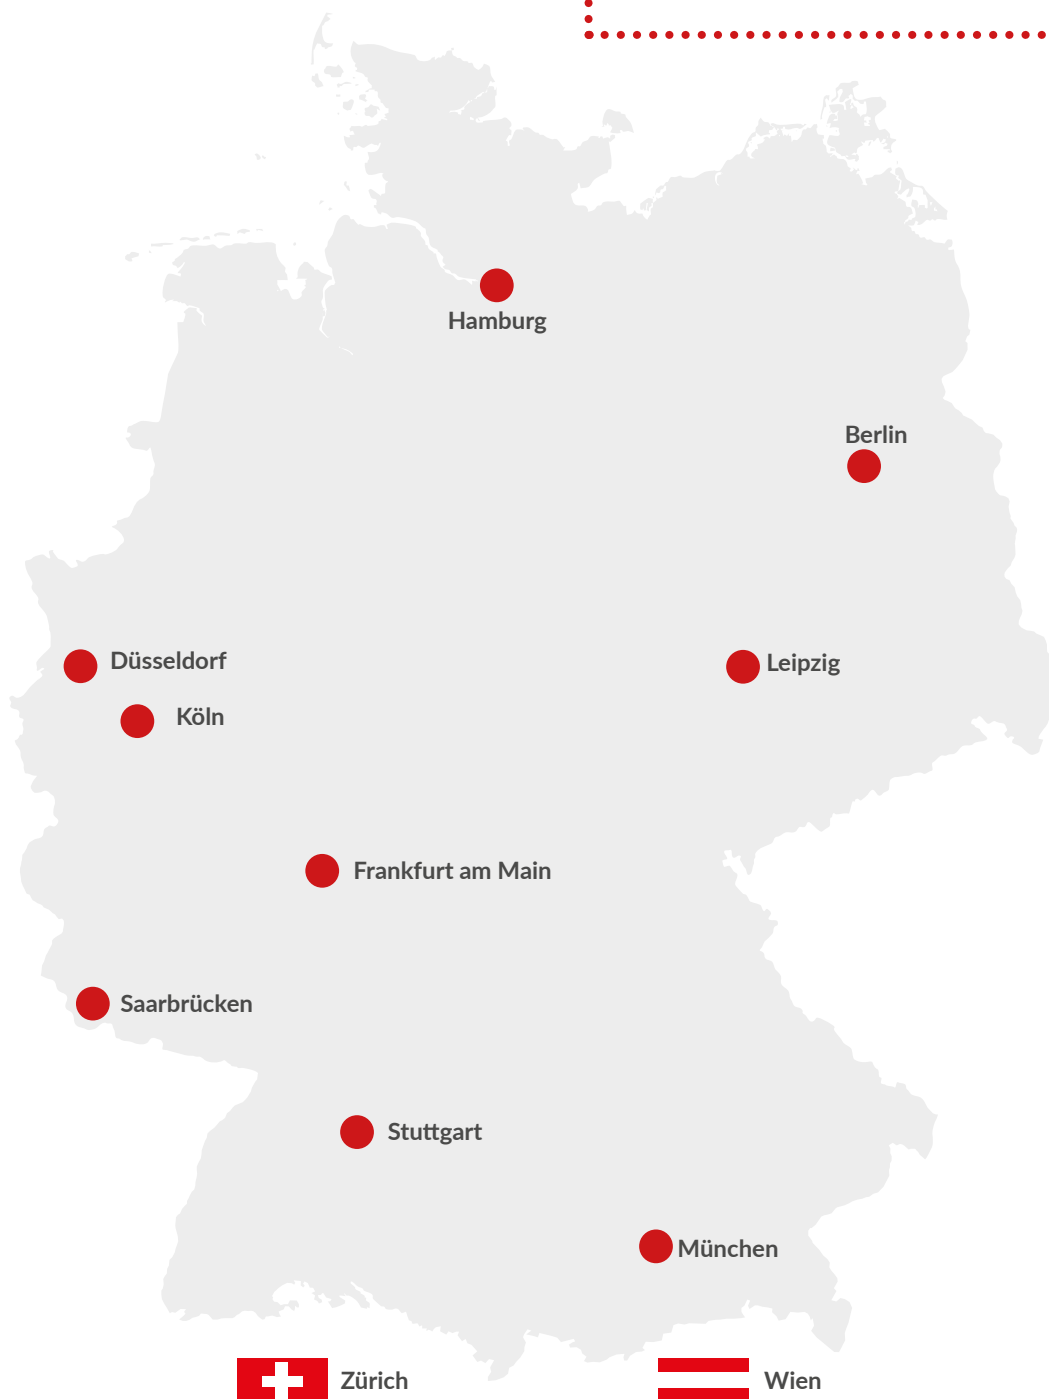 Hamburg
Berlin
Düsseldorf
Leipzig
Köln
Frankfurt am Main
Saarbrücken
Stuttgart
München
Zürich
Wien